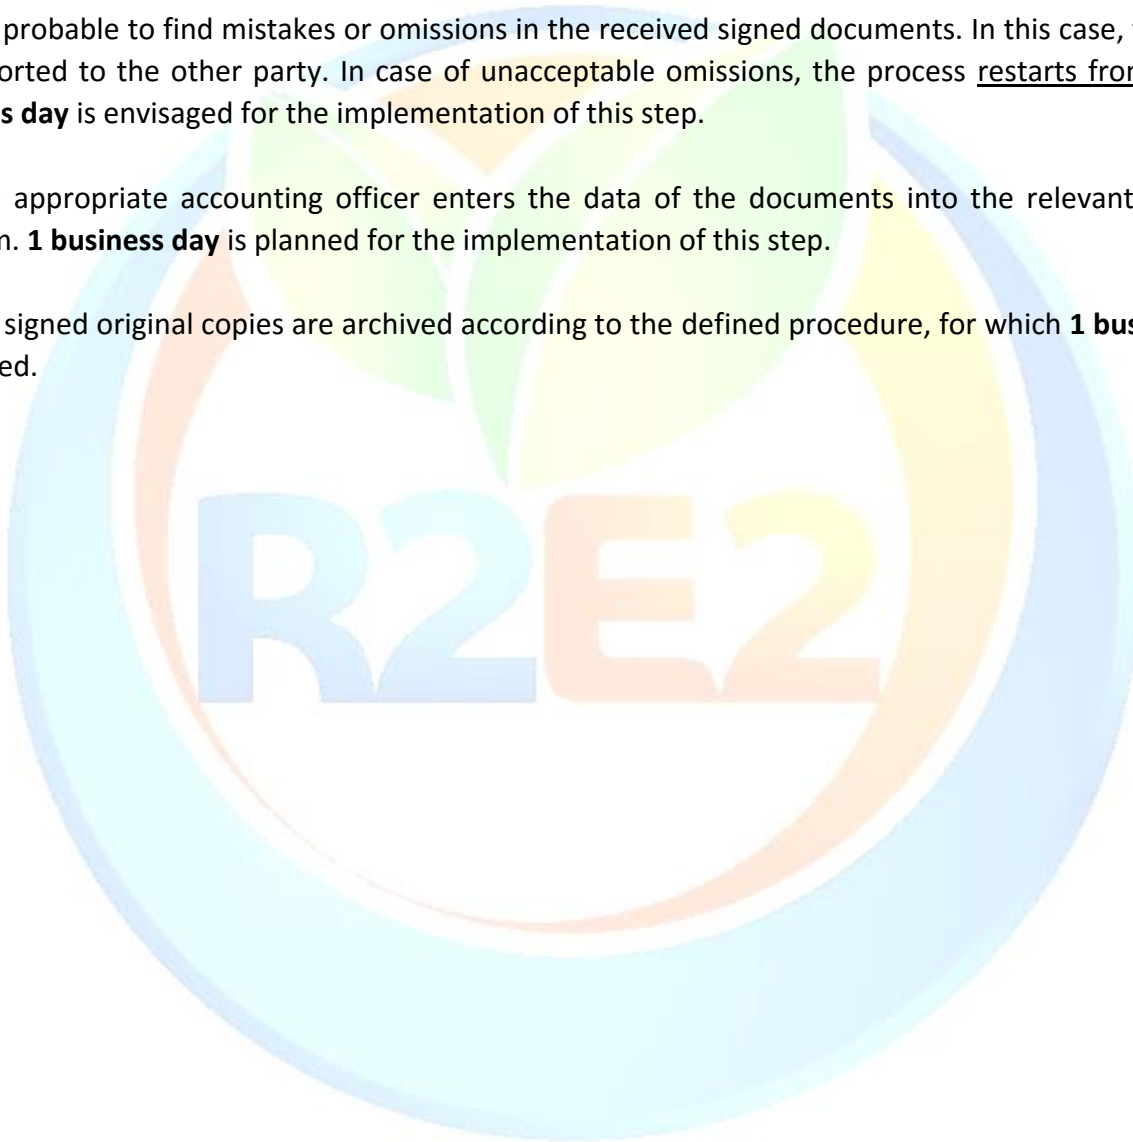 probable to find mistakes or omissions in the received signed documents. In this case,
orted to the other party. In case of unacceptable omissions, the process restarts from
s day is envisaged for the implementation of this step.
appropriate accounting officer enters the data of the documents into the relevant
m. 1 business day is planned for the implementation of this step.
signed original copies are archived according to the defined procedure, for which 1 bus
ed.
R2E2